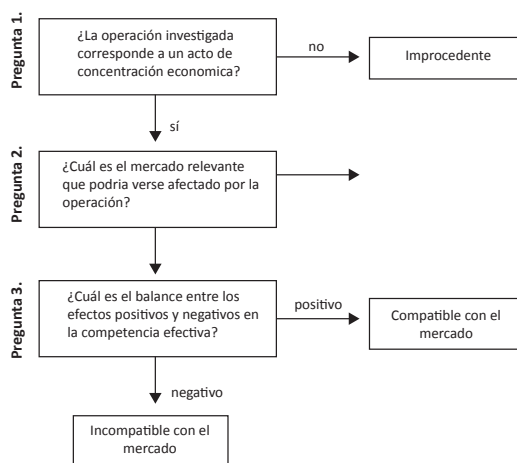 Pregunta 1.
¿La operación investigada
corresponde a un acto de
concentración economica?
no
Improcedente
sí
Pregunta 2.
¿Cuál es el mercado relevante
que podria verse afectado por la
operación?
Pregunta 3.
¿Cuál es el balance entre los
efectos positivos y negativos en
la competencia efectiva?
positivo
Compatible con el
mercado
negativo
Incompatible con el
mercado